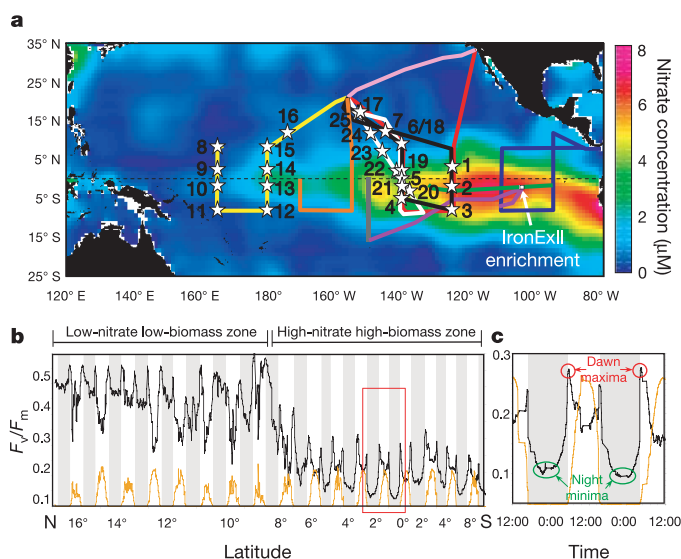 a
35° N
25° N
15° N
5° N
5° S
15° S
25° S
120° E
140° E
160° E
180° E
160° W
140° W
120° W
100° W
80° W
8
9
10
11
16
15
14
13
12
17
25
24
23
22
21
4
7
6/18
19
5
20
1
2
3
IronExII
enrichment
8
6
4
2
0
Nitrate concentration (μM)
b
Low-nitrate low-biomass zone
High-nitrate high-biomass zone
Fv/Fm
0.5
0.4
0.3
0.2
0.1
N
16°
14°
12°
10°
8°
6°
4°
2°
0°
2°
4°
8°
S
Latitude
c
0.3
0.2
0.1
Dawn
maxima
Night
minima
12:00
0:00
12:00
0:00
12:00
Time